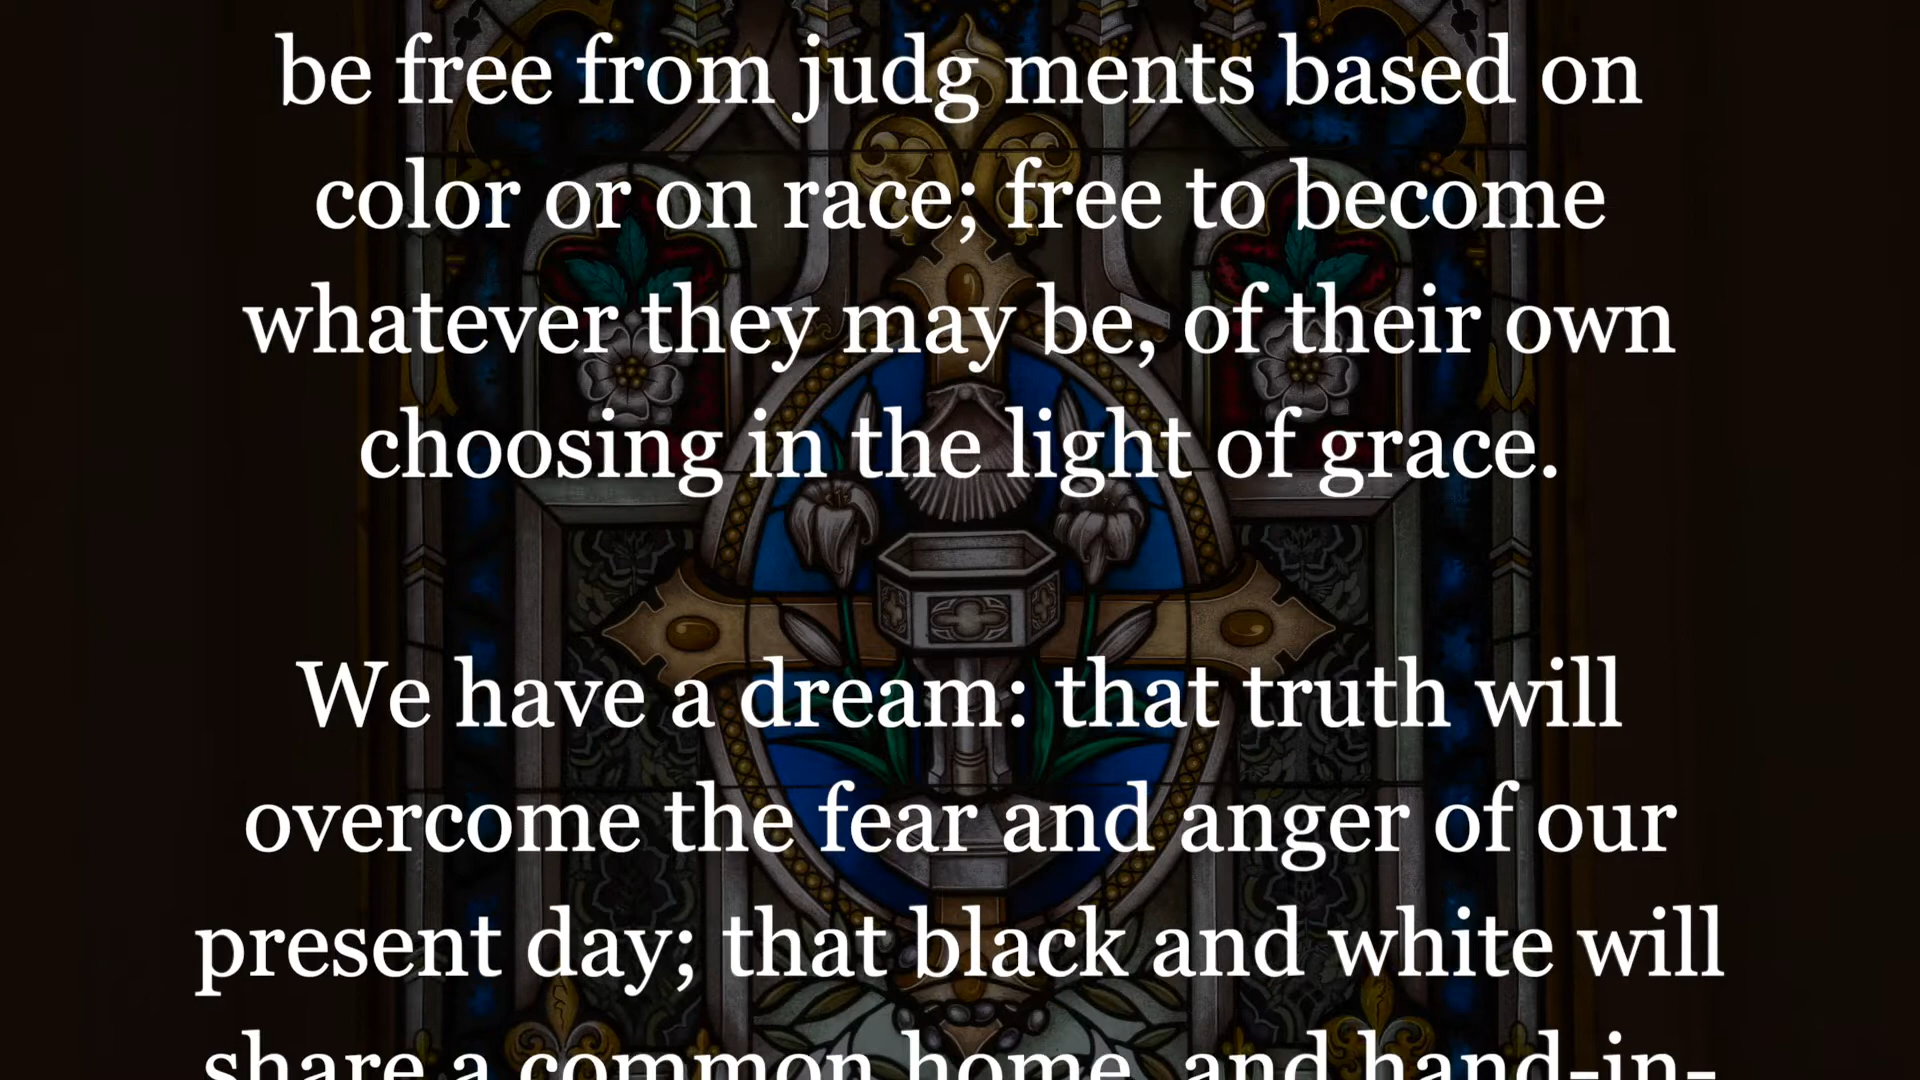 be free from judg ments based on
color or on race; free to become
whatever they may be, of their own
choosing in the light of grace.
We have a dream: that truth will
overcome the fear and anger of our
present day; that black and white will
share a common home, and hand-in-